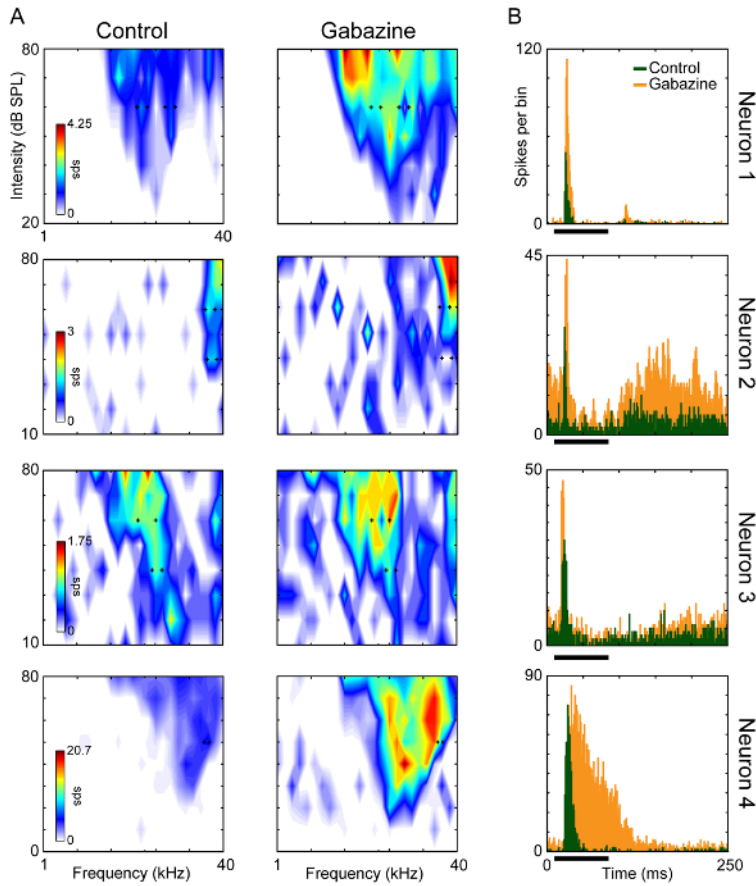 A
B
Control
Gabazine
80
Intensity (dB SPL)
4.25
sps
0
20
1
40
1
40
120
Spikes per bin
Control
Gabazine
0
Neuron 1
80
3
sps
0
10
45
0
Neuron 2
80
1.75
sps
0
10
50
0
Neuron 3
80
20.7
sps
0
0
1
Frequency (kHz)
40
1
Frequency (kHz)
40
90
0
0
Time (ms)
250
Neuron 4